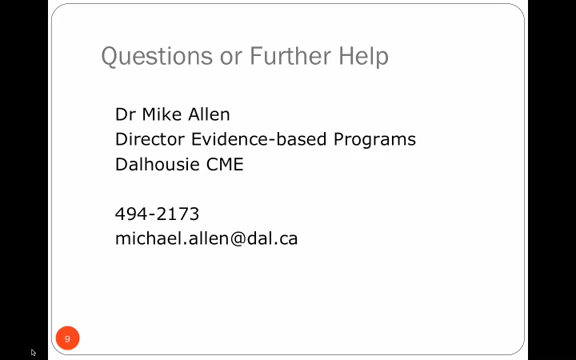 Questions or Further Help
Dr Mike Allen
Director Evidence-based Programs
Dalhousie CME
494-2173
michael.allen@dal.ca
9